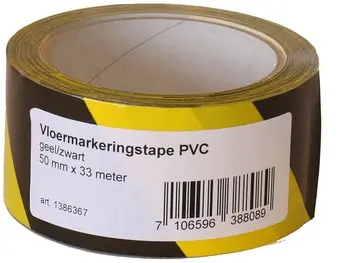 Vloermarkeringstape PVC
geel/zwart
50 mm x 33 meter
art. 1386367
7 106596 388089